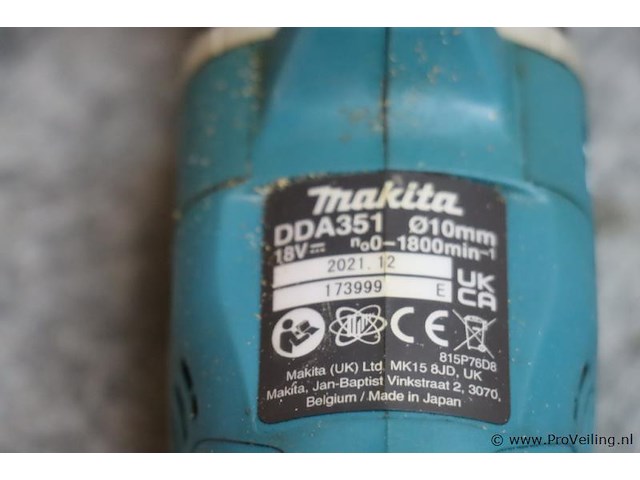 makita
DDA351 Ø10mm
18V⎓ n₀0-1800min⁻¹
2021.12
173999 E
UK
CA
CE
815P76D8
Makita (UK) Ltd. MK15 8JD, UK
Makita, Jan-Baptist Vinkstraat 2, 3070,
Belgium / Made in Japan
© www.ProVeiling.nl